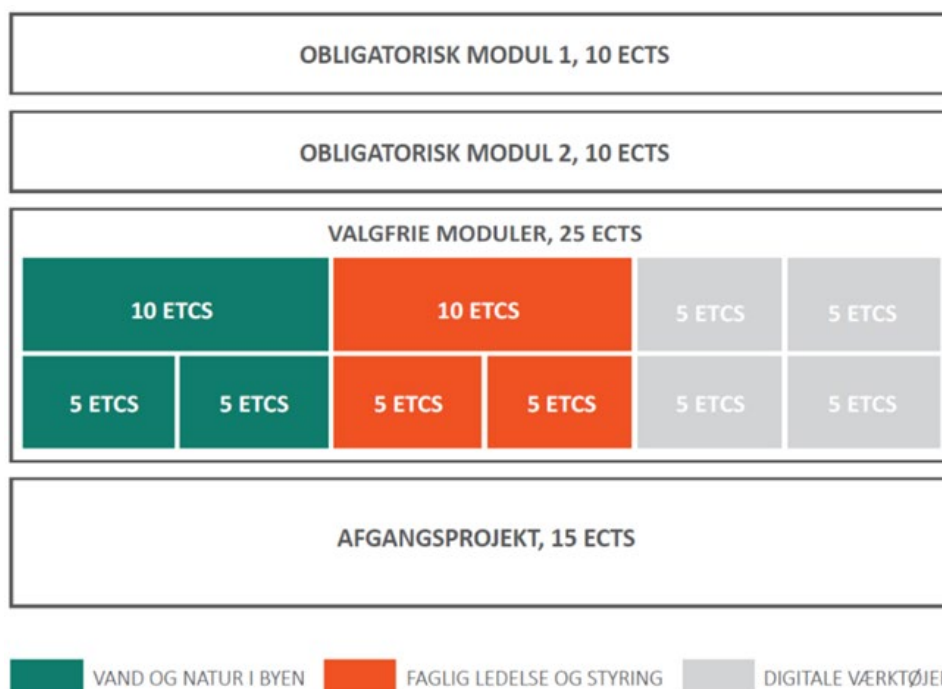 OBLIGATORISK MODUL 1, 10 ECTS
OBLIGATORISK MODUL 2, 10 ECTS
VALGFRIE MODULER, 25 ECTS
10 ETCS 10 ETCS 5 ETCS 5 ETCS
5 ETCS 5 ETCS 5 ETCS 5 ETCS 5 ETCS 5 ETCS
AFGANGSPROJEKT, 15 ECTS
VAND OG NATUR I BYEN FAGLIG LEDELSE OG STYRING DIGITALE VÆRKTØJE